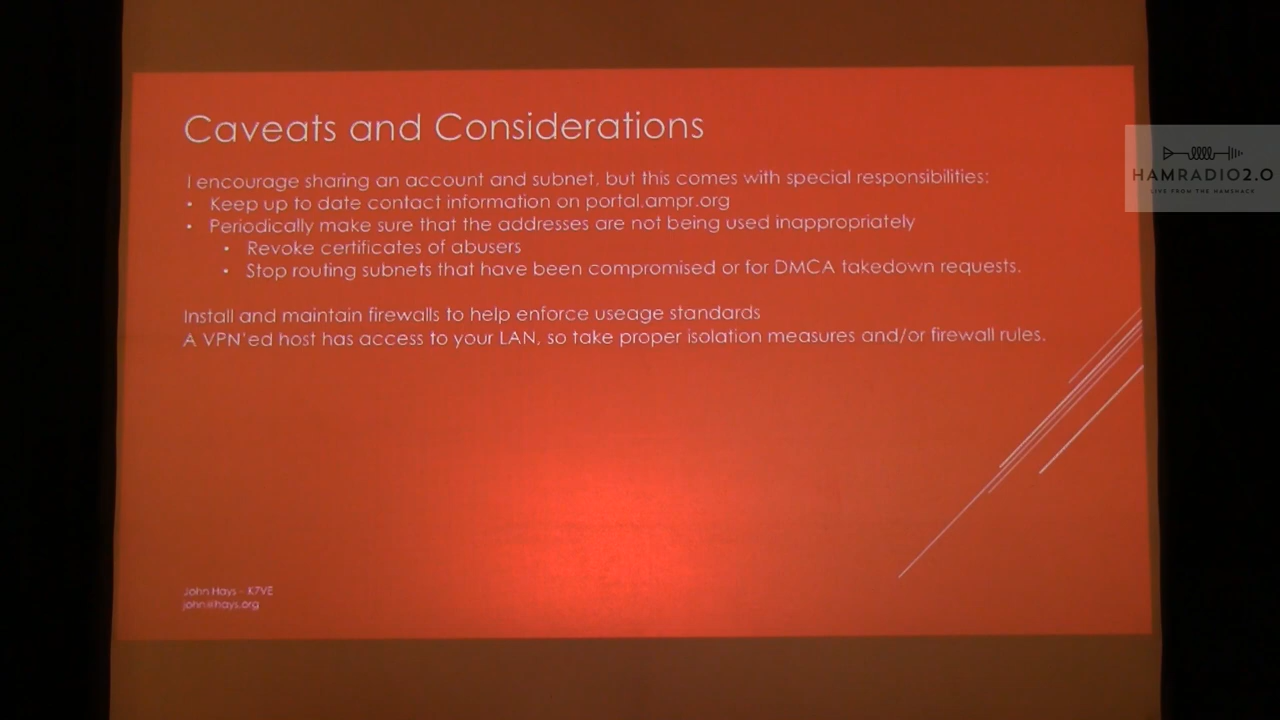 Caveats and Considerations
I encourage sharing an account and subnet, but this comes with special responsibilities:
• Keep up to date contact information on portal.ampr.org
• Periodically make sure that the addresses are not being used inappropriately
• Revoke certificates of abusers
• Stop routing subnets that have been compromised or for DMCA takedown requests.
Install and maintain firewalls to help enforce useage standards
A VPN'ed host has access to your LAN, so take proper isolation measures and/or firewall rules.
John Hays - K7VE
john@hays.org
HAMRADIO2.0
LIVE FROM THE HAMSHACK